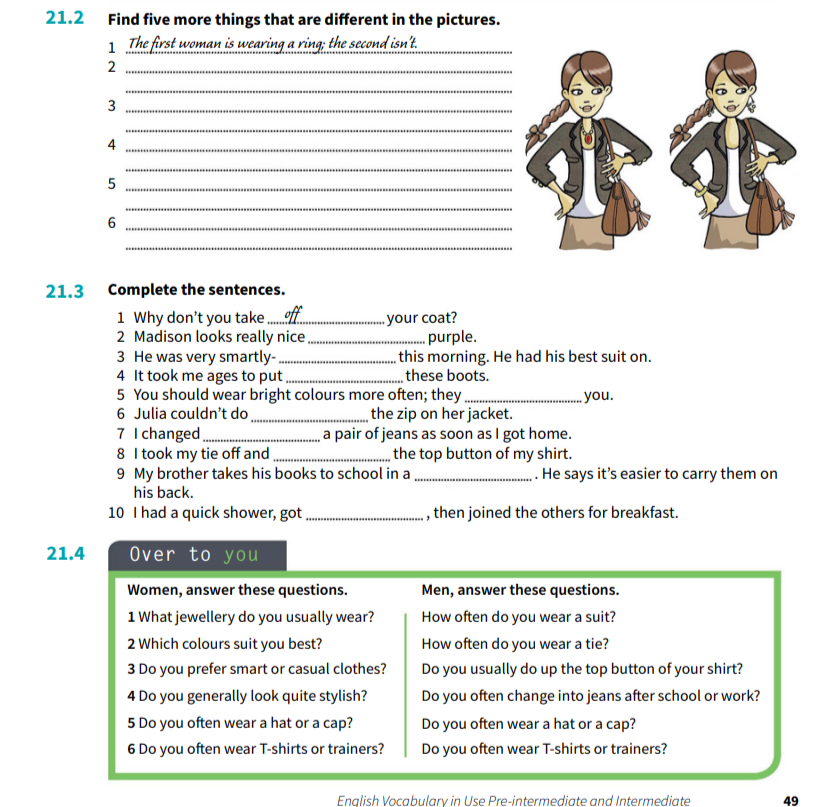 21.2 Find five more things that are different in the pictures.
1 The first woman is wearing a ring; the second isn't.
2
3
4
5
6
21.3 Complete the sentences.
1 Why don't you take off your coat?
2 Madison looks really nice purple.
3 He was very smartly- this morning. He had his best suit on.
4 It took me ages to put these boots.
5 You should wear bright colours more often; they you.
6 Julia couldn't do the zip on her jacket.
7 I changed a pair of jeans as soon as I got home.
8 I took my tie off and the top button of my shirt.
9 My brother takes his books to school in a . He says it's easier to carry them on
his back.
10 I had a quick shower, got , then joined the others for breakfast.
21.4 Over to you
Women, answer these questions.
1 What jewellery do you usually wear?
2 Which colours suit you best?
3 Do you prefer smart or casual clothes?
4 Do you generally look quite stylish?
5 Do you often wear a hat or a cap?
6 Do you often wear T-shirts or trainers?
Men, answer these questions.
How often do you wear a suit?
How often do you wear a tie?
Do you usually do up the top button of your shirt?
Do you often change into jeans after school or work?
Do you often wear a hat or a cap?
Do you often wear T-shirts or trainers?
English Vocabulary in Use Pre-intermediate and Intermediate 49